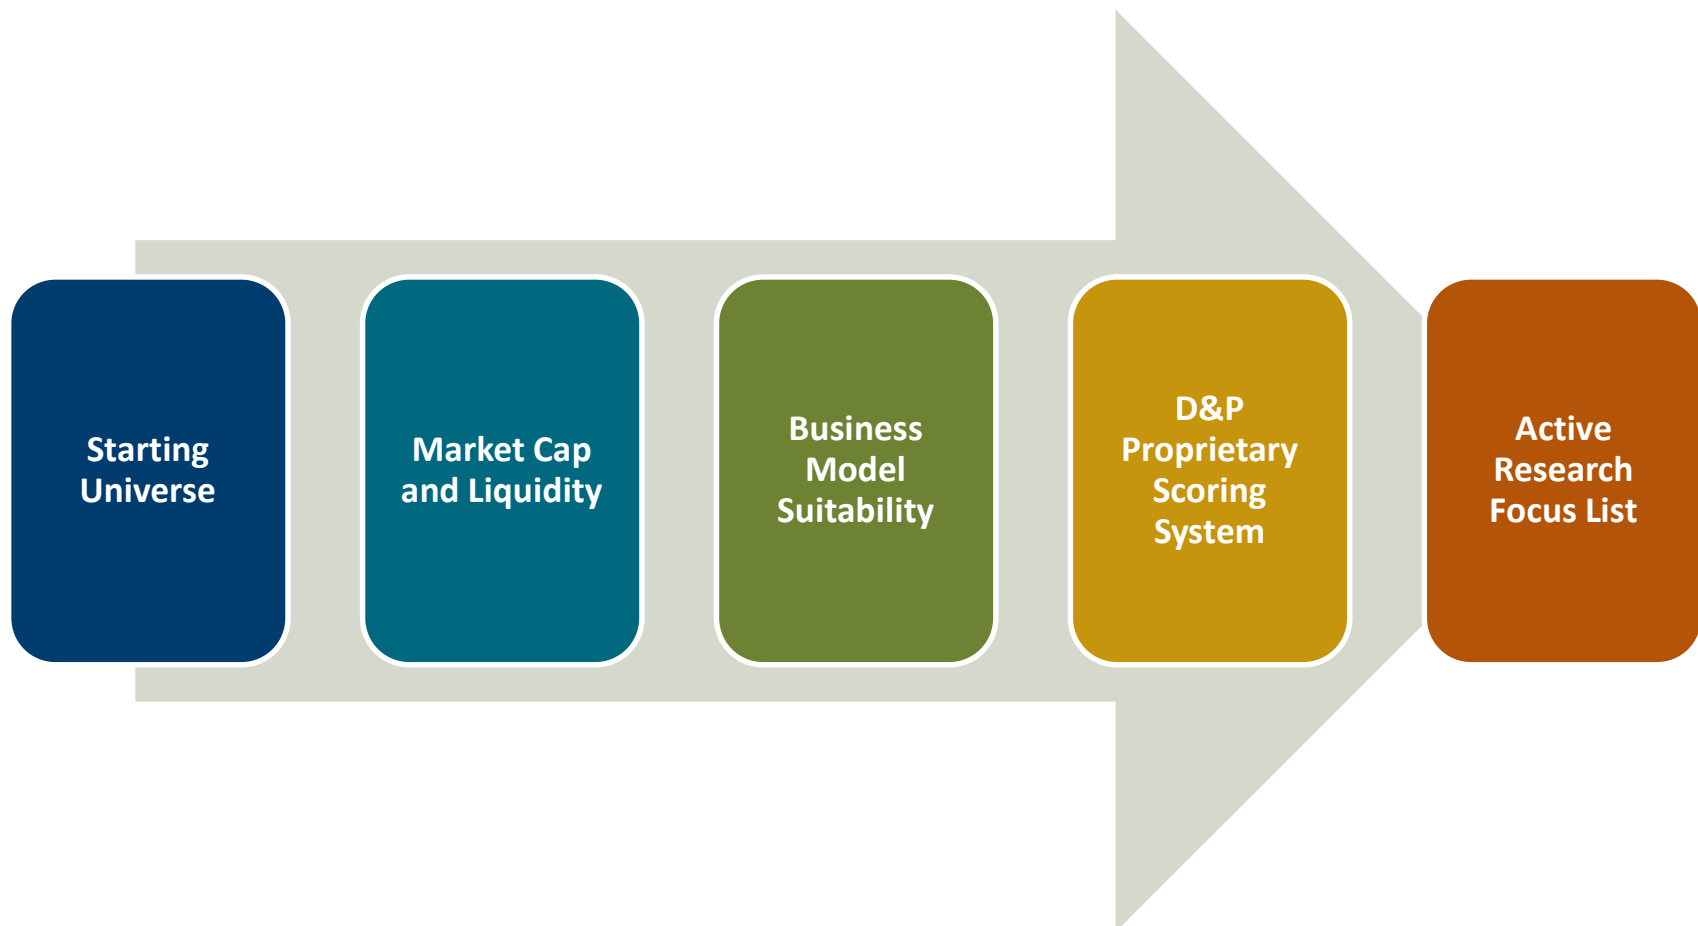 Starting
Universe
Market Cap
and Liquidity
Business
Model
Suitability
D&P
Proprietary
Scoring
System
Active
Research
Focus List